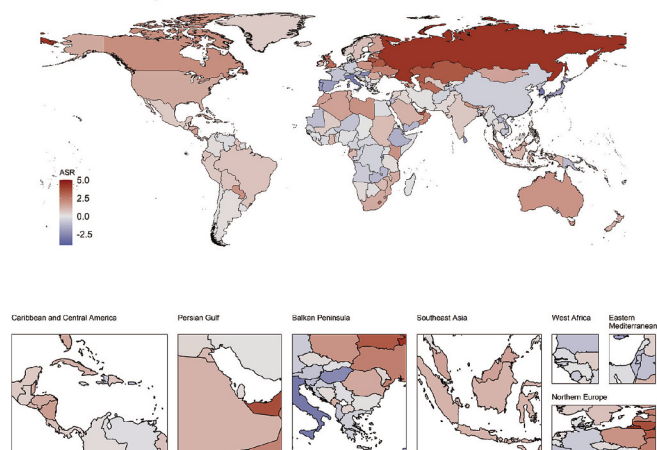 ASR
5.0
2.5
0.0
-2.5
Caribbean and Central America
Persian Gulf
Balkan Peninsula
Southeast Asia
West Africa
Eastern
Mediterranean
Northern Europe